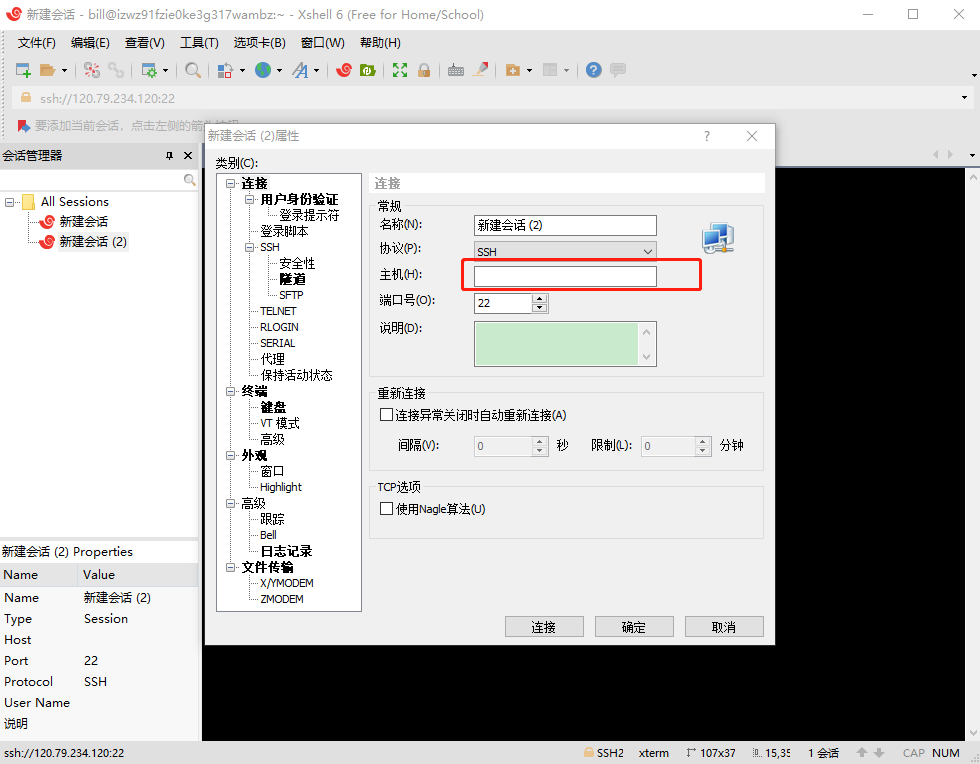 新建会话 - bill@izwz91fzie0ke3g317wambz:~ - Xshell 6 (Free for Home/School)
文件(F) 编辑(E) 查看(V) 工具(T) 选项卡(B) 窗口(W) 帮助(H)
ssh://120.79.234.120:22
要添加当前会话，点击左侧的箭头按钮
会话管理器
All Sessions
新建会话
新建会话 (2)
新建会话 (2) Properties
Name Value
Name 新建会话 (2)
Type Session
Host
Port 22
Protocol SSH
User Name
说明
新建会话 (2)属性
?
类别(C):
连接
用户身份验证
登录提示符
登录脚本
SSH
安全性
隧道
SFTP
TELNET
RLOGIN
SERIAL
代理
保持活动状态
终端
键盘
VT 模式
高级
外观
窗口
Highlight
高级
跟踪
Bell
日志记录
文件传输
X/YMODEM
ZMODEM
连接
常规
名称(N): 新建会话 (2)
协议(P): SSH
主机(H):
端口号(O): 22
说明(D):
重新连接
连接异常关闭时自动重新连接(A)
间隔(V): 0 秒 限制(L): 0 分钟
TCP选项
使用Nagle算法(U)
连接 确定 取消
ssh://120.79.234.120:22 SSH2 xterm 107x37 15,35 1 会话 CAP NUM